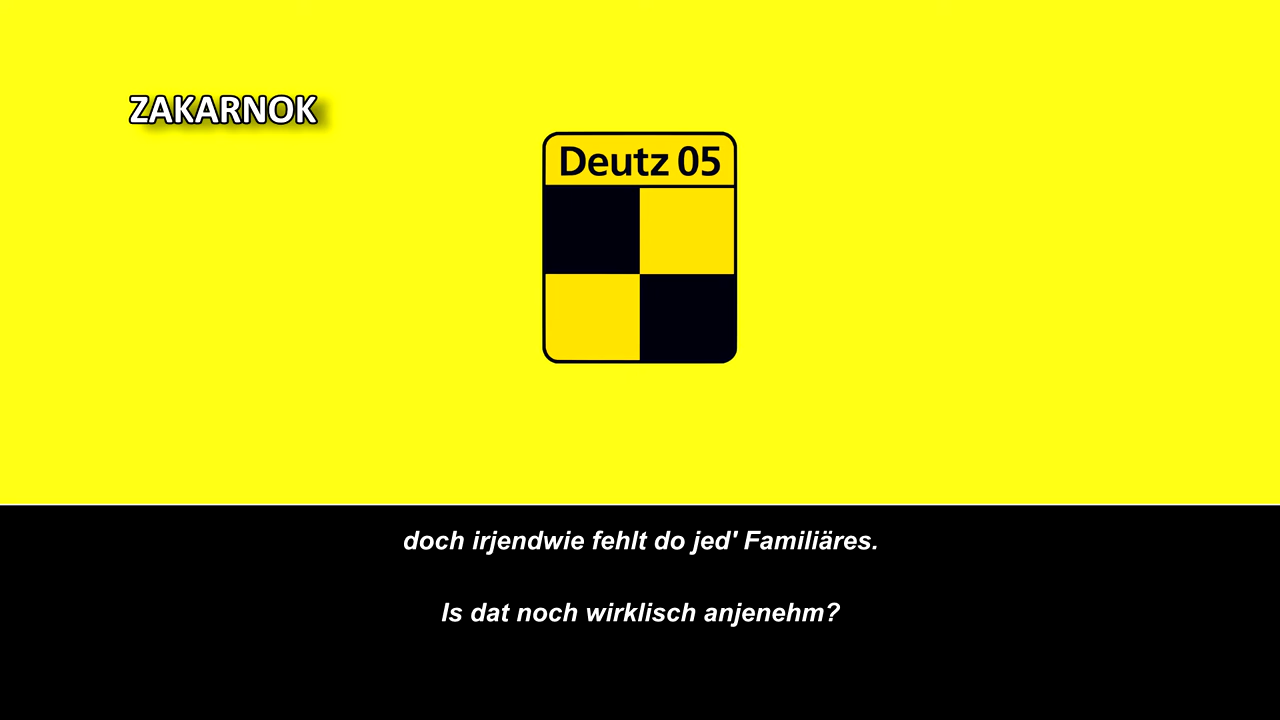 ZAKARNOK
Deutz 05
doch irjendwie fehlt do jed' Familiäres.
Is dat noch wirklisch anjenehm?